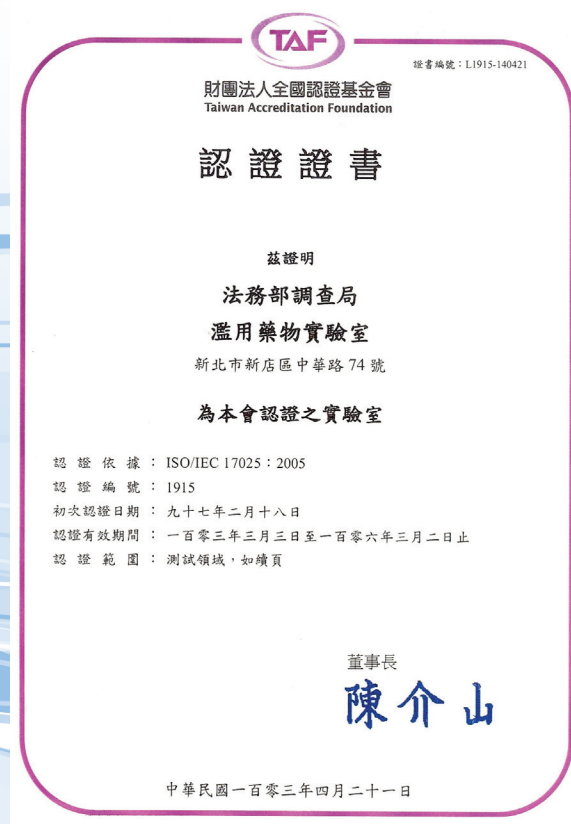 TAF
證書編號：L1915-140421
財團法人全國認證基金會
Taiwan Accreditation Foundation
認證證書
茲證明
法務部調查局
濫用藥物實驗室
新北市新店區中華路 74 號
為本會認證之實驗室
認證依據：ISO/IEC 17025：2005
認證編號：1915
初次認證日期：九十七年二月十八日
認證有效期間：一百零三年三月三日至一百零六年三月二日止
認證範圍：測試領域，如續頁
董事長
陳介山
中華民國一百零三年四月二十一日